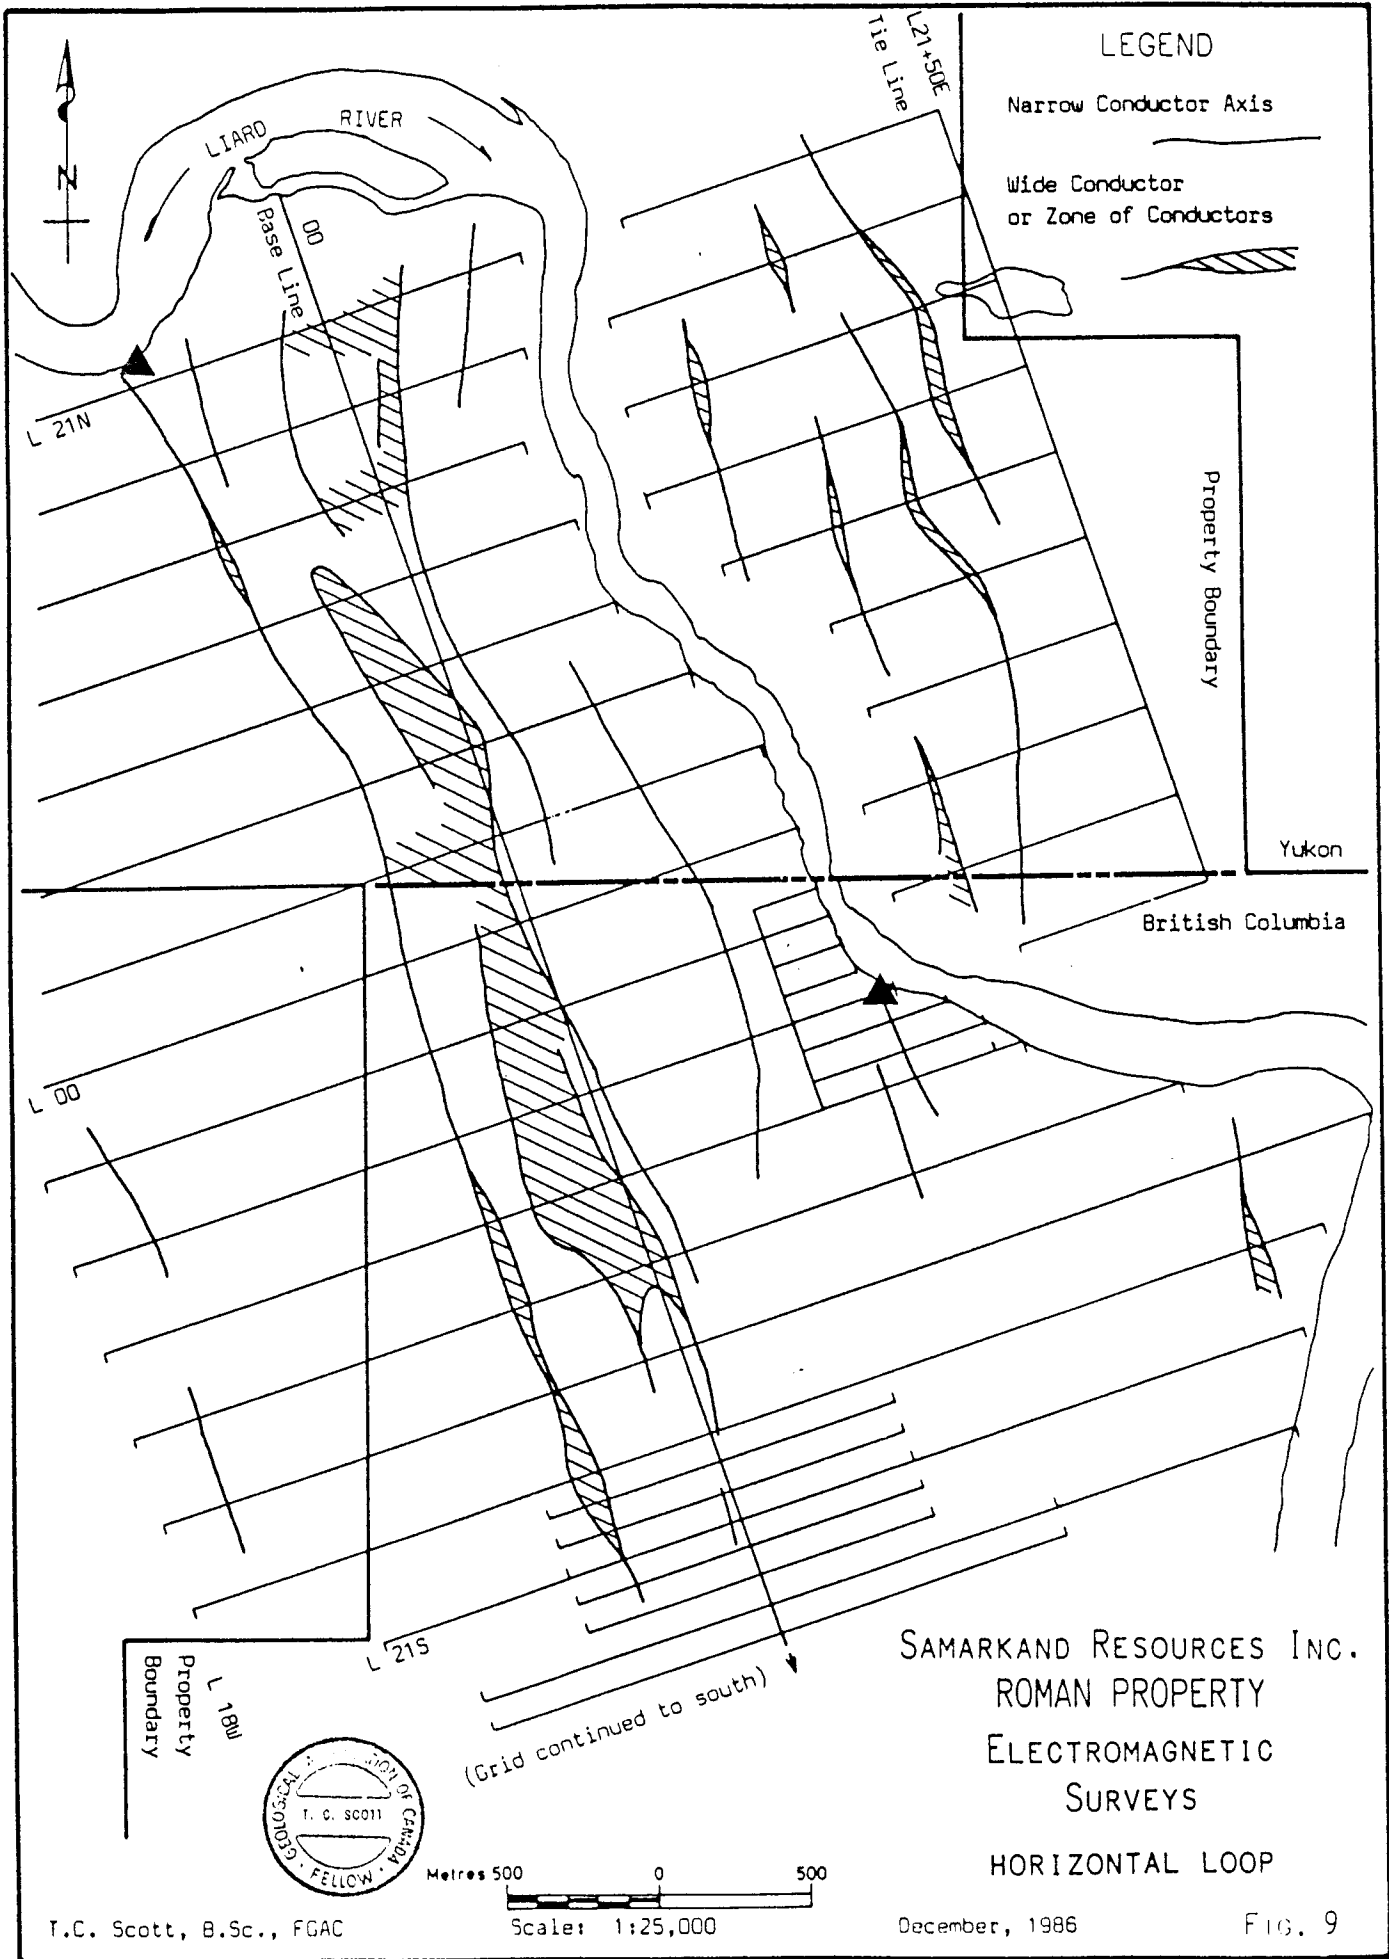 LEGEND
Narrow Conductor Axis
Wide Conductor
or Zone of Conductors
L21+50E
Tie Line
LIARD RIVER
N
00
Base Line
L 21N
Property Boundary
Yukon
British Columbia
L 00
L 21S
L 18W
Property
Boundary
(Grid continued to south)
SAMARKAND RESOURCES INC.
ROMAN PROPERTY
ELECTROMAGNETIC
SURVEYS
HORIZONTAL LOOP
GEOLOGICAL OF CANADA
T. C. SCOTT
FELLOW
Metres 500 0 500
Scale: 1:25,000
T.C. Scott, B.Sc., FGAC
December, 1986
FIG. 9